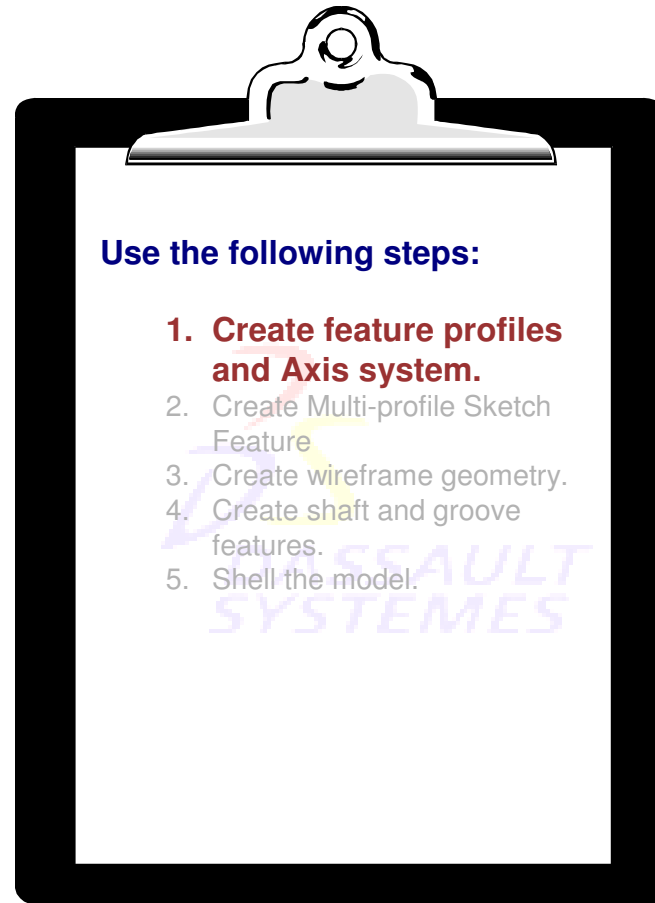 Use the following steps:
1. Create feature profiles
and Axis system.
2. Create Multi-profile Sketch
Feature
3. Create wireframe geometry.
4. Create shaft and groove
features.
5. Shell the model.
DASSAULT
SYSTEMES